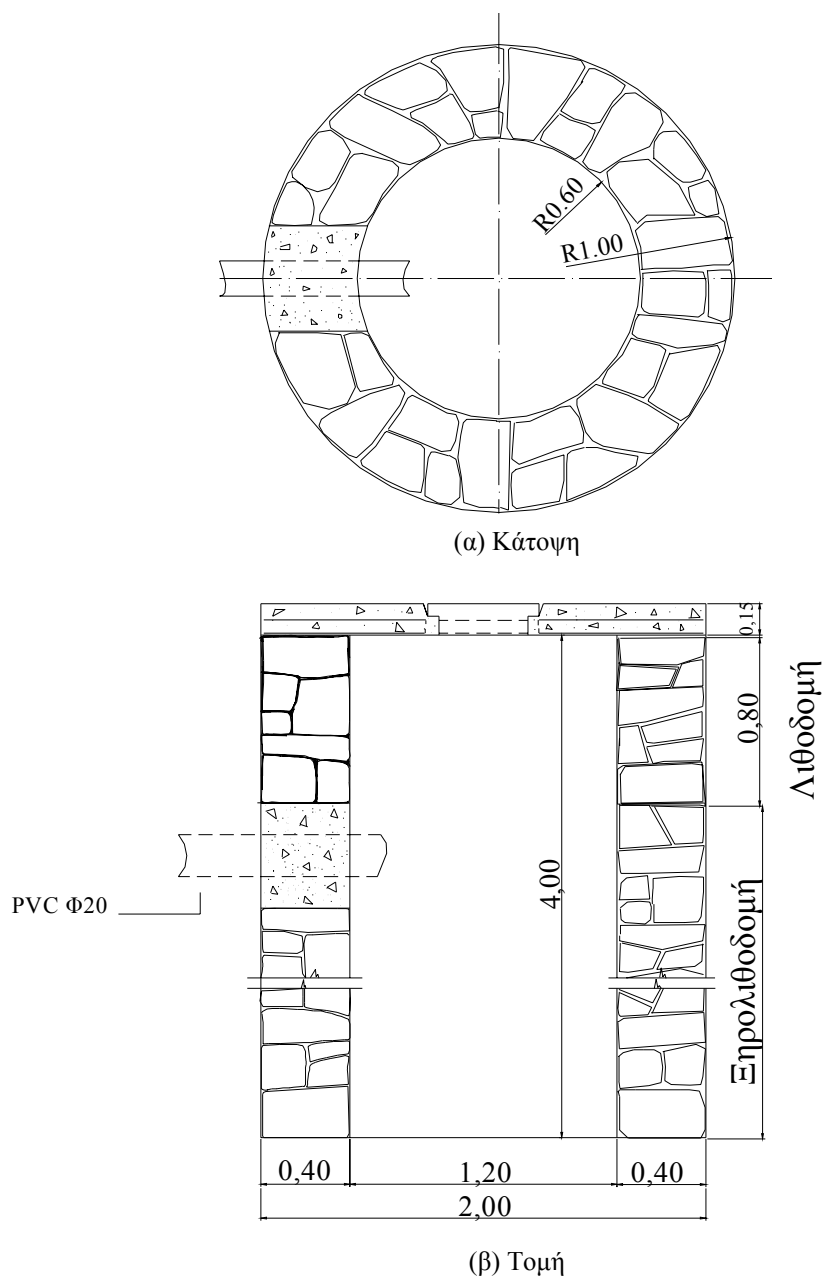 R0.60
R1.00
(α) Κάτοψη
0,15
0,80
Λιθοδομή
4,00
PVC Φ20
Ξηρολιθοδομή
0,40
1,20
0,40
2,00
(β) Τομή